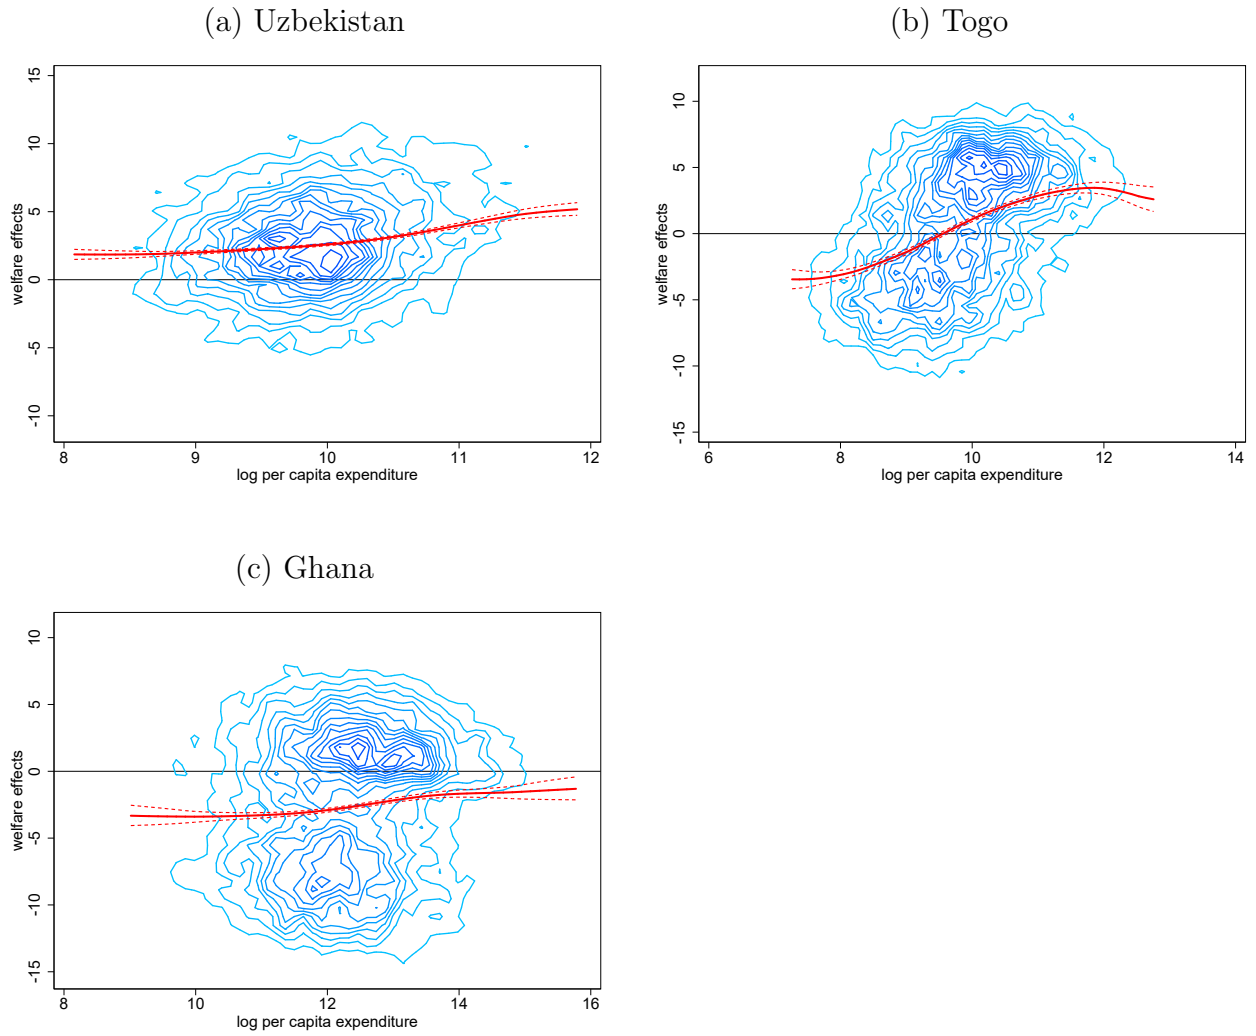 (a) Uzbekistan
15
10
5
0
-5
-10
welfare effects
8 9 10 11 12
log per capita expenditure
(b) Togo
10
5
0
-5
-10
-15
welfare effects
6 8 10 12 14
log per capita expenditure
(c) Ghana
10
5
0
-5
-10
-15
welfare effects
8 10 12 14 16
log per capita expenditure